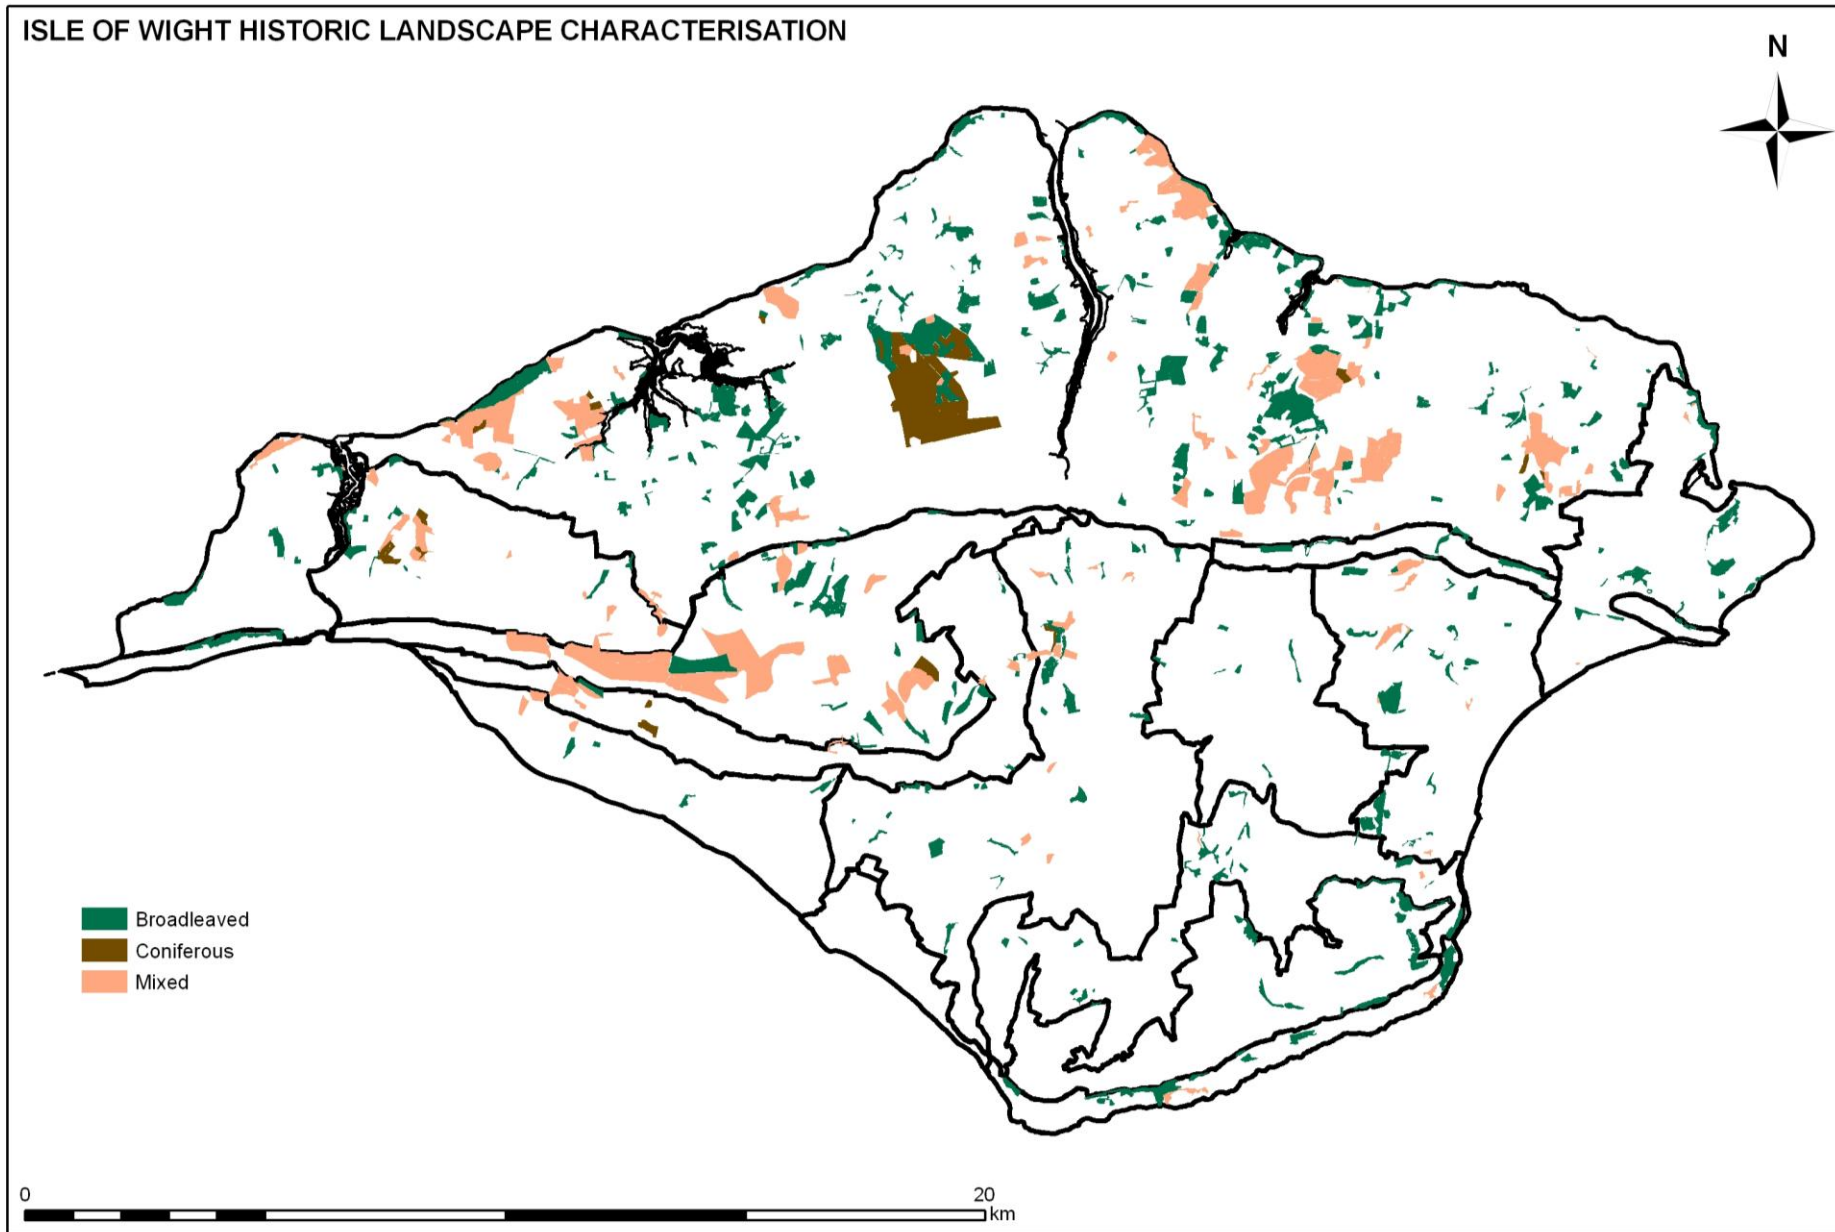 ISLE OF WIGHT HISTORIC LANDSCAPE CHARACTERISATION
N
Broadleaved
Coniferous
Mixed
0 20
km